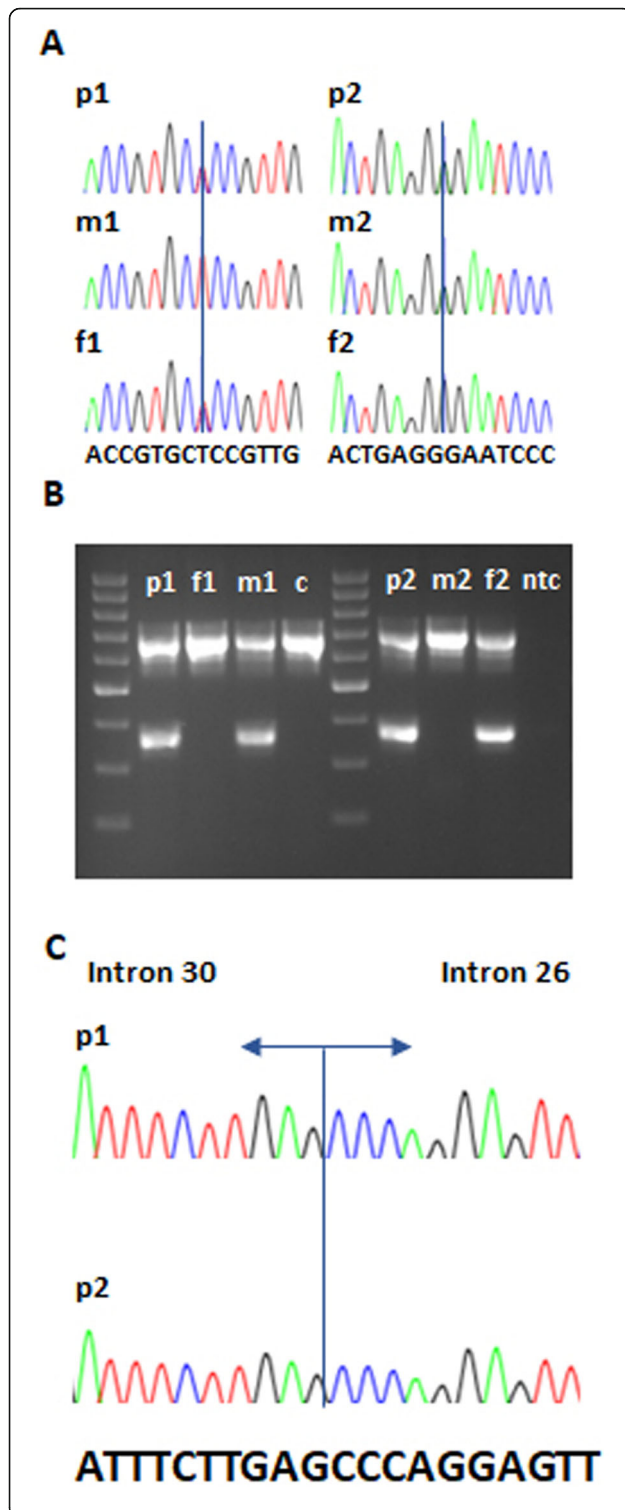 A
p1 p2
m1 m2
f1 f2
ACCGTGCTCCGTTG ACTGAGGGAATCCC
B
p1 f1 m1 c p2 m2 f2 ntc
C
Intron 30 Intron 26
p1
p2
ATTTCTTGAGCCCAGGAGTT